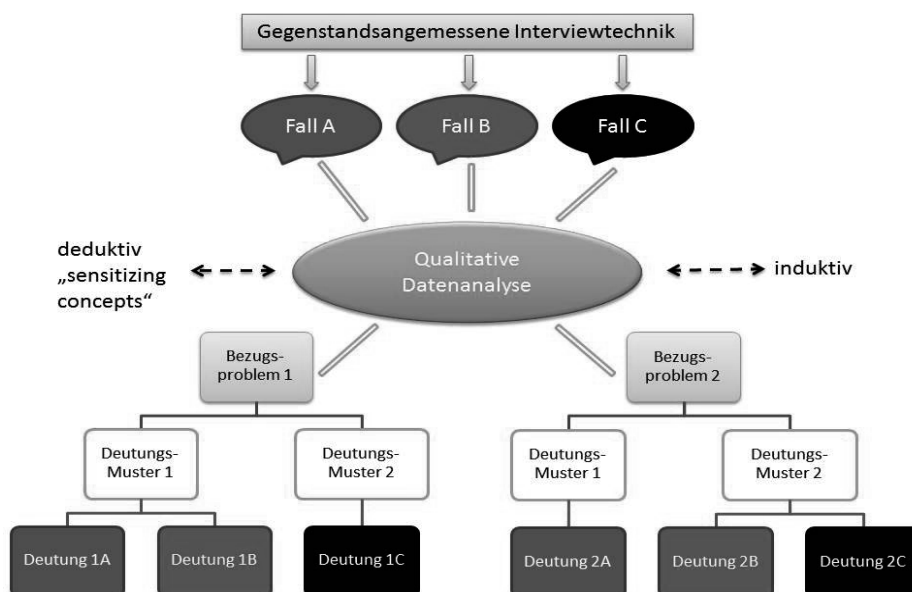 Gegenstandsangemessene Interviewtechnik
Fall A
Fall B
Fall C
deduktiv
„sensitizing
concepts“
Qualitative
Datenanalyse
induktiv
Bezugs-
problem 1
Bezugs-
problem 2
Deutungs-
Muster 1
Deutungs-
Muster 2
Deutungs-
Muster 1
Deutungs-
Muster 2
Deutung 1A
Deutung 1B
Deutung 1C
Deutung 2A
Deutung 2B
Deutung 2C